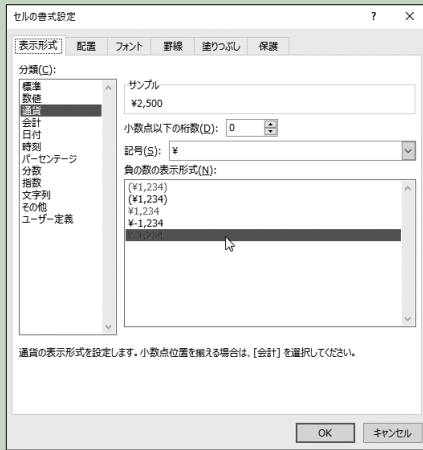 セルの書式設定 ? ×
表示形式 配置 フォント 罫線 塗りつぶし 保護
分類(C):
標準
数値
通貨
会計
日付
時刻
パーセンテージ
分数
指数
文字列
その他
ユーザー定義
サンプル
¥2,500
小数点以下の桁数(D): 0
記号(S): ¥
負の数の表示形式(N):
(¥1,234)
(¥1,234)
¥1,234
¥-1,234
¥-1,234
通貨の表示形式を設定します。小数点位置を揃える場合は、[会計] を選択してください。
OK キャンセル